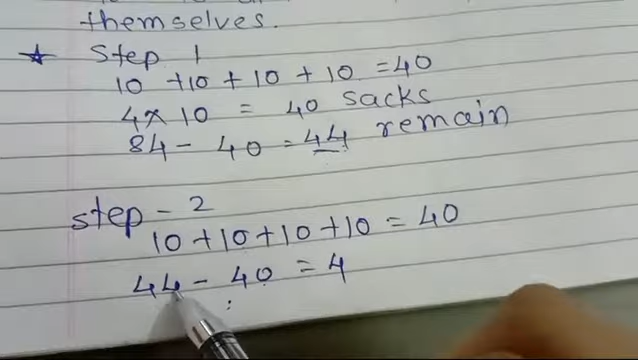 themselves.
★ Step 1
10 +10 + 10 + 10 = 40
4 × 10 = 40 sacks
84 - 40 = 44 remain
step - 2
10 + 10 + 10 + 10 = 40
44 - 40 = 4